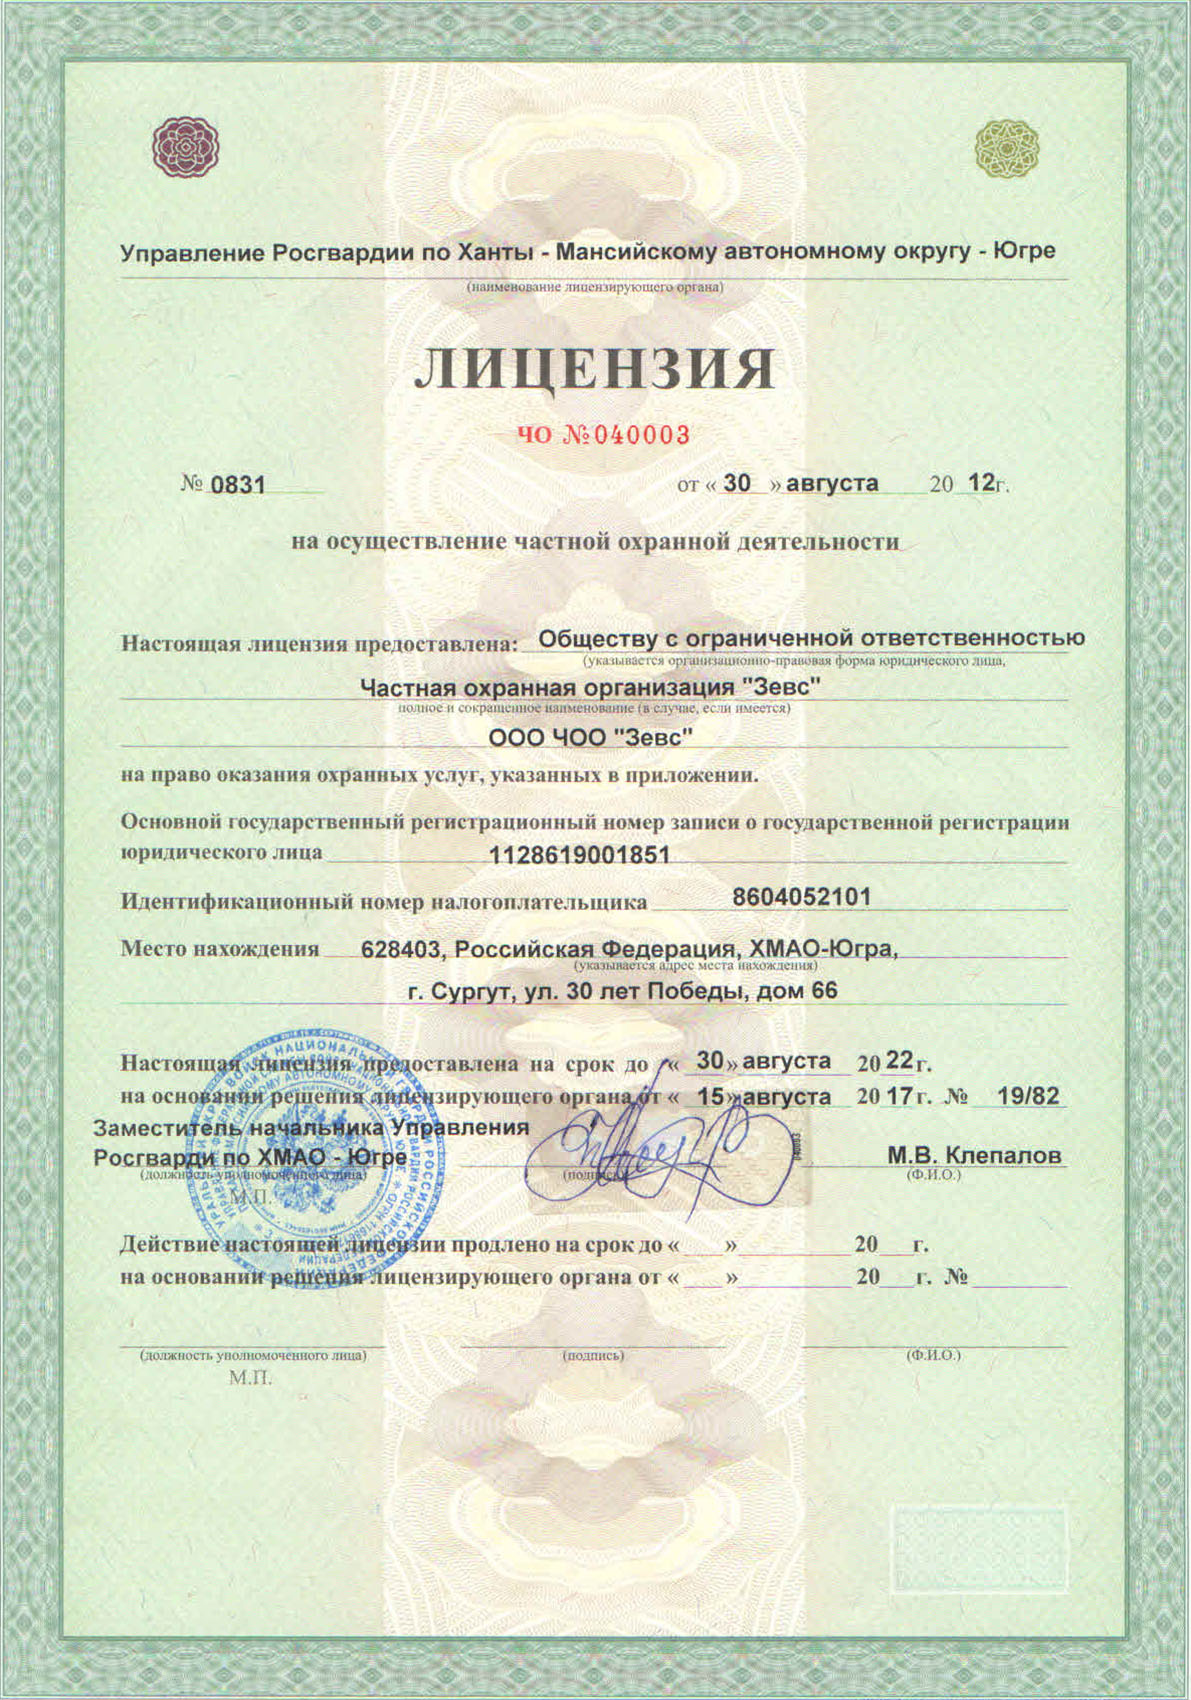 Управление Росгвардии по Ханты - Мансийскому автономному округу - Югре
(наименование лицензирующего органа)
ЛИЦЕНЗИЯ
ЧО №040003
№ 0831 от « 30 » августа 20 12г.
на осуществление частной охранной деятельности
Настоящая лицензия предоставлена: Обществу с ограниченной ответственностью
(указывается организационно-правовая форма юридического лица,
Частная охранная организация "Зевс"
полное и сокращенное наименование (в случае, если имеется)
ООО ЧОО "Зевс"
на право оказания охранных услуг, указанных в приложении.
Основной государственный регистрационный номер записи о государственной регистрации
юридического лица 1128619001851
Идентификационный номер налогоплательщика 8604052101
Место нахождения 628403, Российская Федерация, ХМАО-Югра,
(указывается адрес места нахождения)
г. Сургут, ул. 30 лет Победы, дом 66
Настоящая лицензия предоставлена на срок до « 30» августа 20 22г.
на основании решения лицензирующего органа от « 15» августа 20 17 г. № 19/82
Заместитель начальника Управления
Росгварди по ХМАО - Югре М.В. Клепалов
(должность уполномоченного лица) (подпись) (Ф.И.О.)
М.П.
040003
Действие настоящей лицензии продлено на срок до « » 20 г.
на основании решения лицензирующего органа от « » 20 г. №
(должность уполномоченного лица) (подпись) (Ф.И.О.)
М.П.